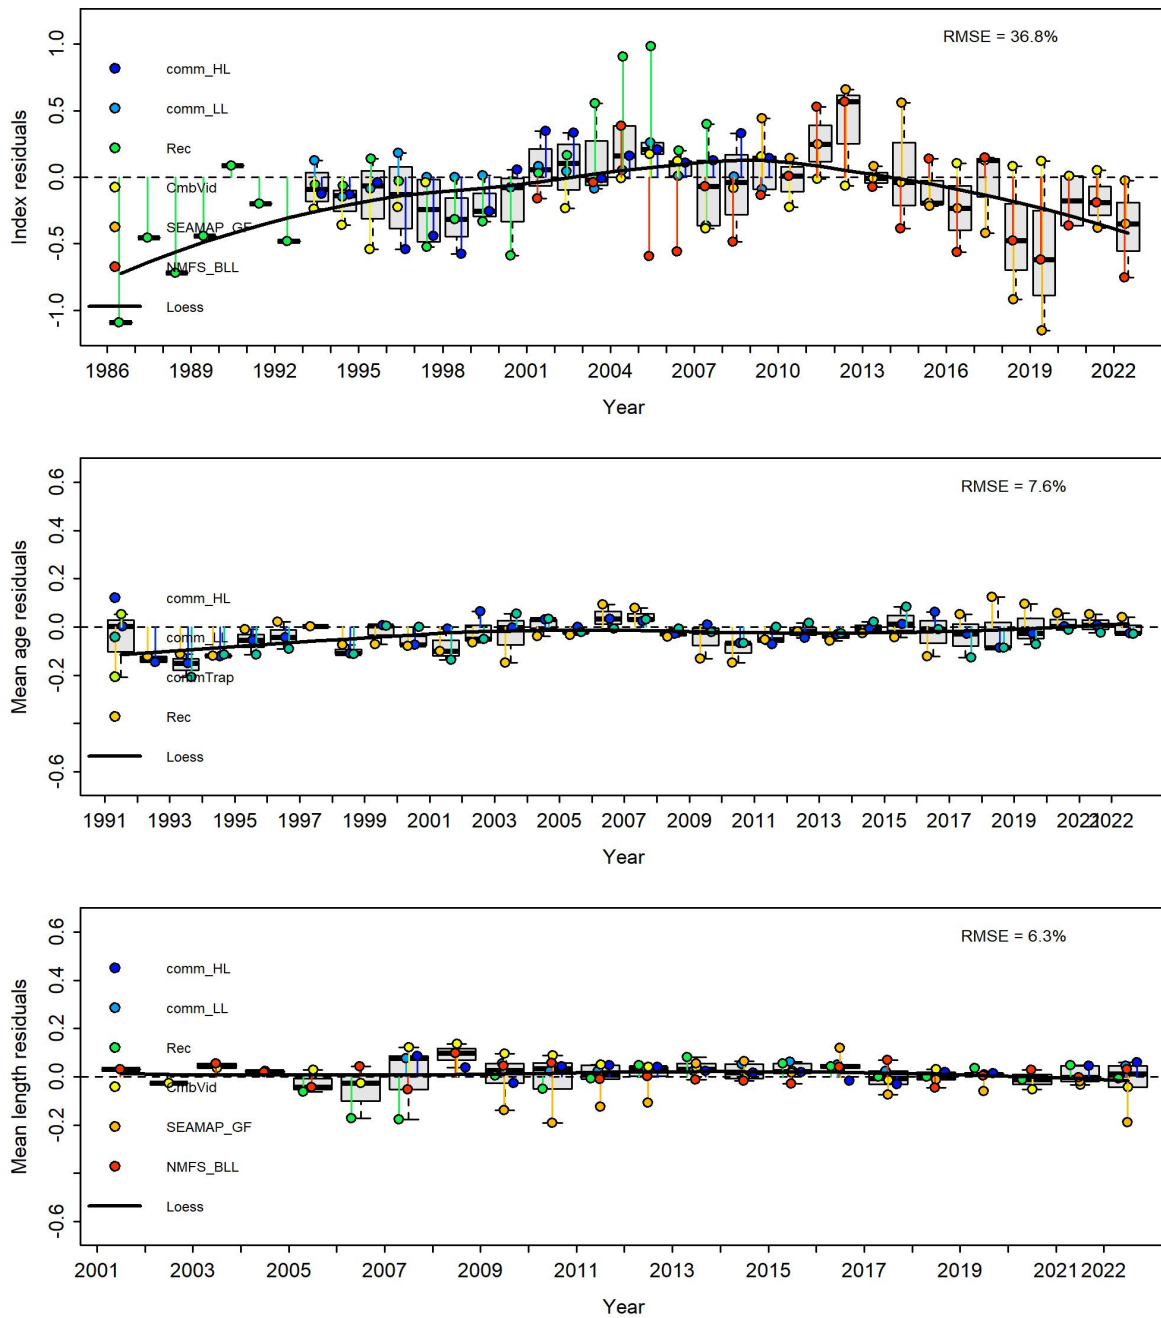 RMSE = 36.8%
Index residuals
1.0
0.5
0.0
-0.5
-1.0
comm_HL
comm_LL
Rec
CmbVid
SEAMAP_GF
NMFS_BLL
Loess
1986 1989 1992 1995 1998 2001 2004 2007 2010 2013 2016 2019 2022
Year
RMSE = 7.6%
Mean age residuals
0.6
0.4
0.2
0.0
-0.2
-0.6
comm_HL
comm_LL
commTrap
Rec
Loess
1991 1993 1995 1997 1999 2001 2003 2005 2007 2009 2011 2013 2015 2017 2019 2021 2022
Year
RMSE = 6.3%
Mean length residuals
0.6
0.4
0.2
0.0
-0.2
-0.6
comm_HL
comm_LL
Rec
CmbVid
SEAMAP_GF
NMFS_BLL
Loess
2001 2003 2005 2007 2009 2011 2013 2015 2017 2019 2021 2022
Year